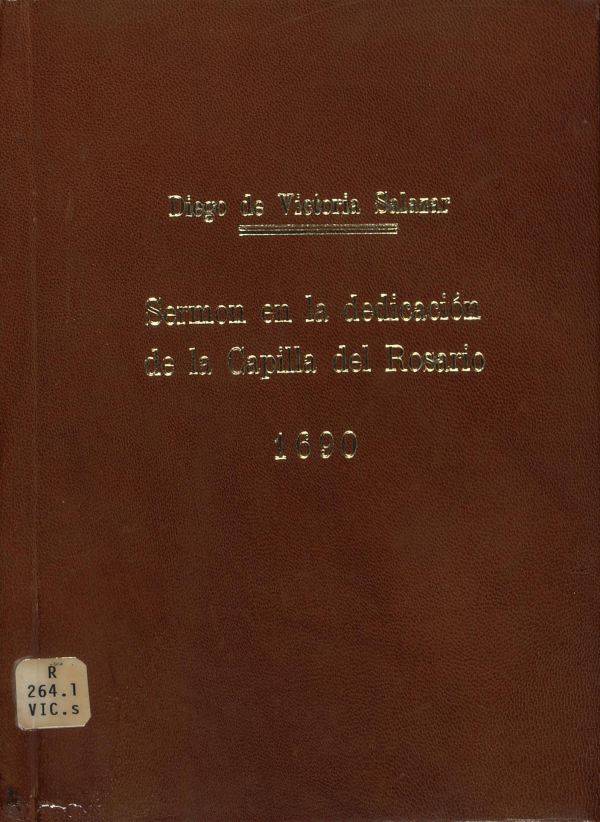 Diego de Victoria Salazar
Sermon en la dedicación
de la Capilla del Rosario
1690
R
264.1
VIC.s